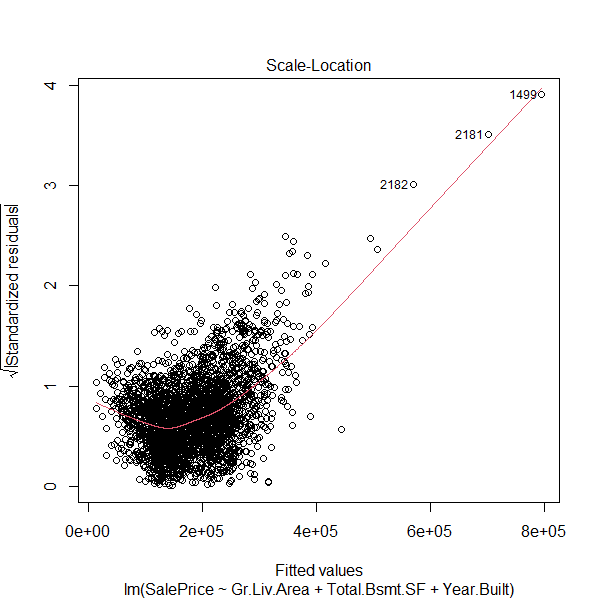 Scale-Location
4
3
2
1
0
√|Standardized residuals|
1499
2181
2182
0e+00 2e+05 4e+05 6e+05 8e+05
Fitted values
lm(SalePrice ~ Gr.Liv.Area + Total.Bsmt.SF + Year.Built)